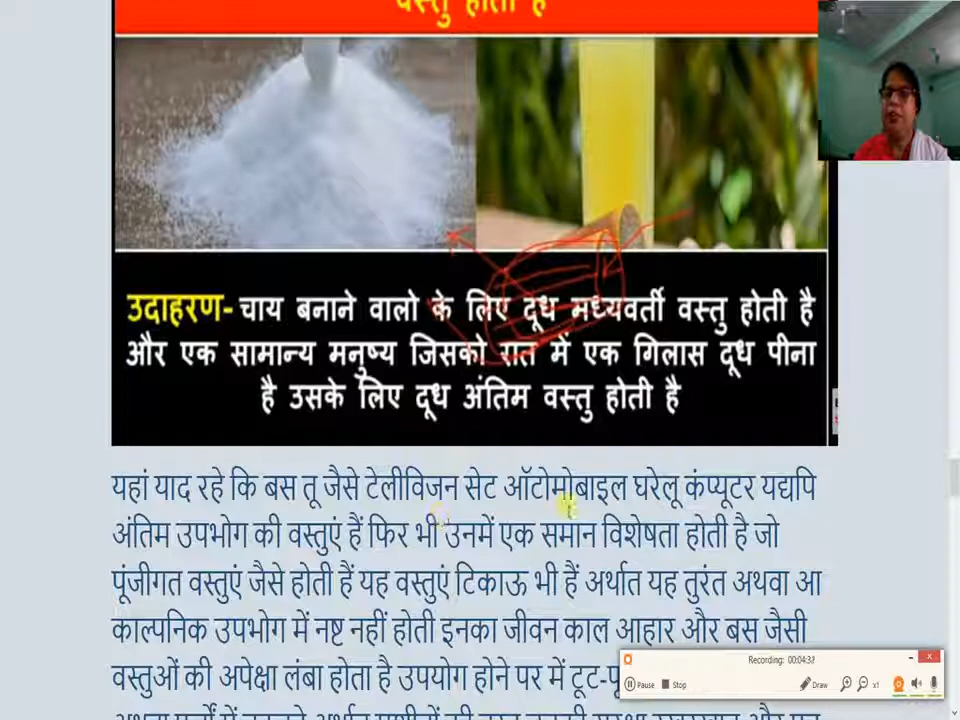 वस्तु होती है
उदाहरण- चाय बनाने वालो के लिए दूध मध्यवर्ती वस्तु होती है
और एक सामान्य मनुष्य जिसको रात में एक गिलास दूध पीना
है उसके लिए दूध अंतिम वस्तु होती है
यहां याद रहे कि बस तू जैसे टेलीविजन सेट ऑटोमोबाइल घरेलू कंप्यूटर यद्यपि
अंतिम उपभोग की वस्तुएं हैं फिर भी उनमें एक समान विशेषता होती है जो
पूंजीगत वस्तुएं जैसे होती हैं यह वस्तुएं टिकाऊ भी हैं अर्थात यह तुरंत अथवा आ
काल्पनिक उपभोग में नष्ट नहीं होती इनका जीवन काल आहार और बस जैसी
वस्तुओं की अपेक्षा लंबा होता है उपयोग होने पर में टूट-
Recording: 00:04:32
Pause Stop Draw x1